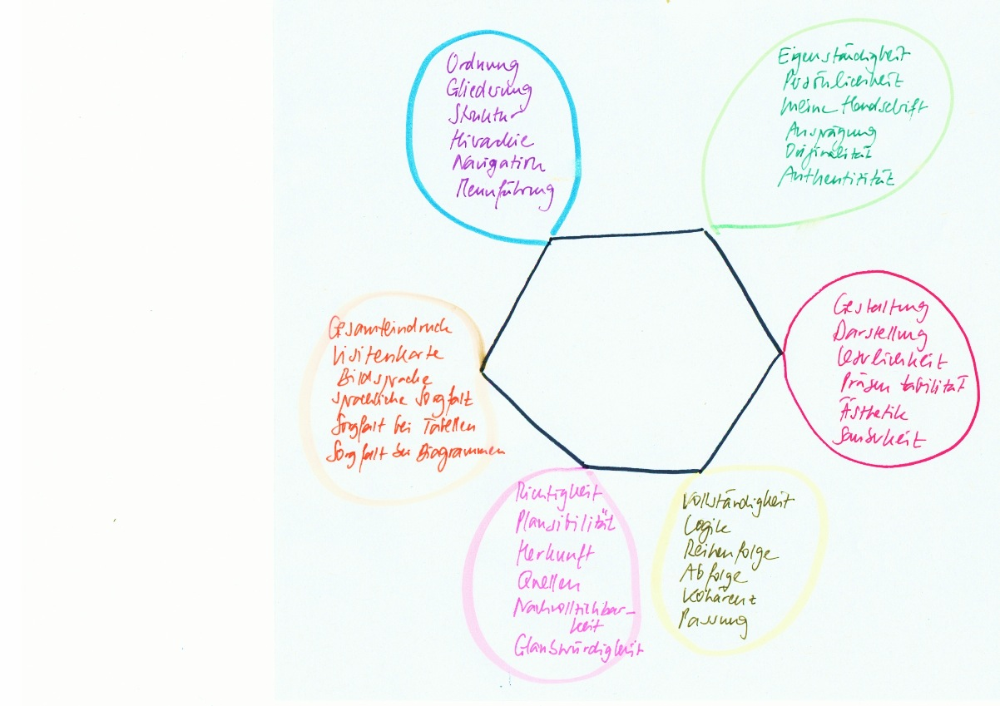 Ordnung
Gliederung
Struktur
Hirarchie
Navigation
Menuführung
Eigenständigkeit
Persönlichkeit
meine Handschrift
Ausprägung
Originalität
Authentizität
Gestaltung
Darstellung
Leserlichkeit
Präsentabilität
Ästhetik
Sauberkeit
Gesamteindruck
Visitenkarte
Bildsprache
sprachliche Sorgfalt
Sorgfalt bei Tabellen
Sorgfalt bei Diagrammen
Richtigkeit
Plausibilität
Herkunft
Quellen
Nachvollziehbar-
keit
Glaubwürdigkeit
Vollständigkeit
Logik
Reihenfolge
Abfolge
Kohärenz
Passung